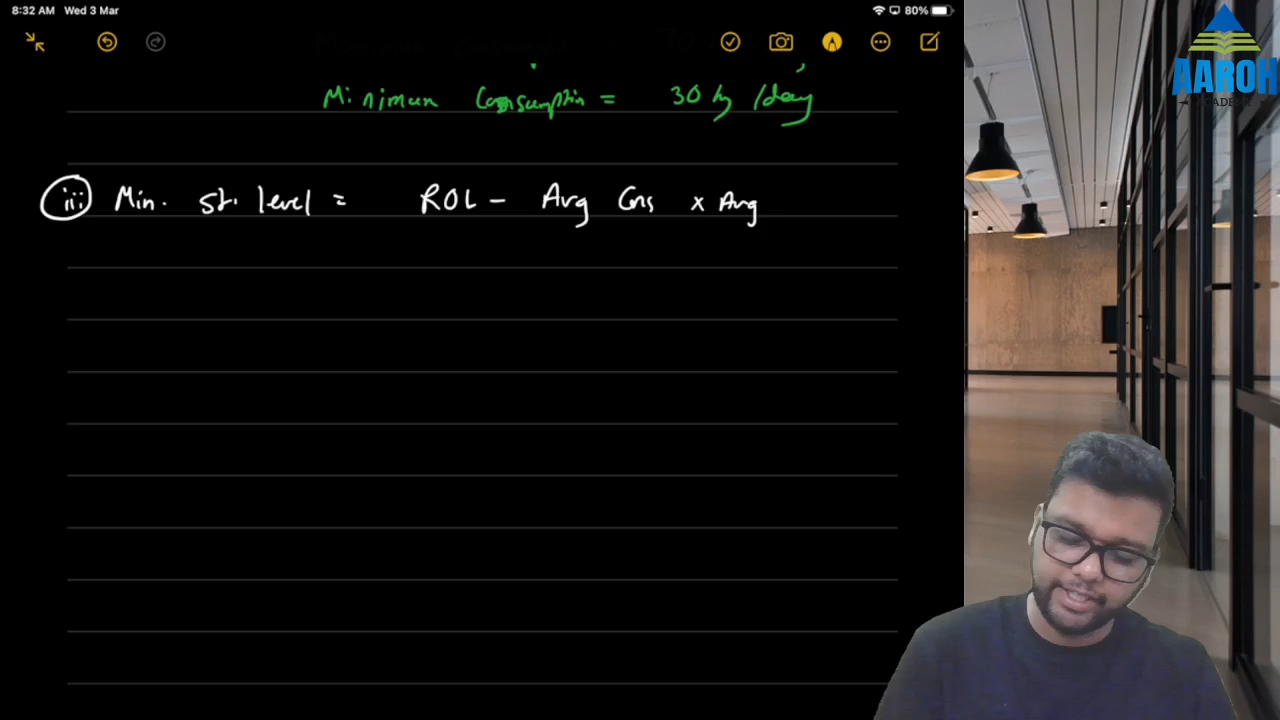 8:32 AM Wed 3 Mar
80%
AAROH
Minimum Consumption = 30 kg /day
iii Min. st. level = ROL - Avg Cons x Avg